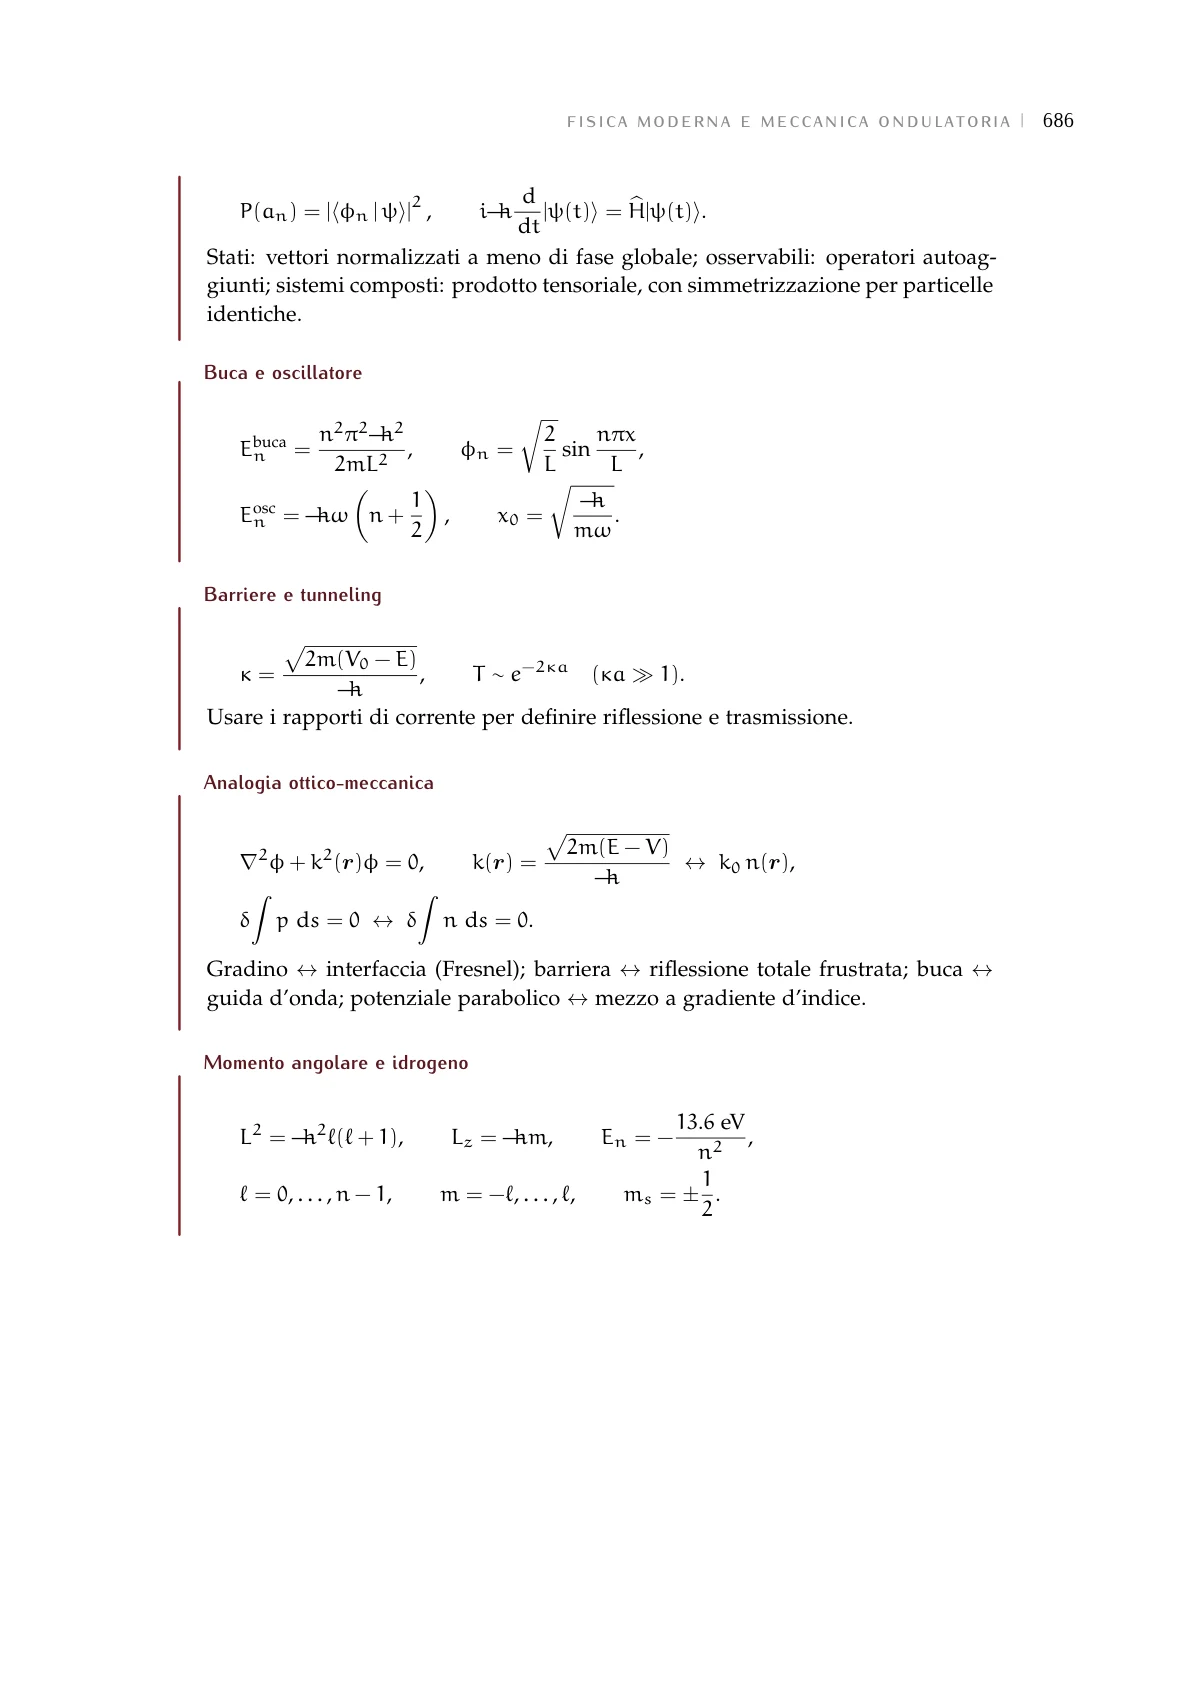 FISICA MODERNA E MECCANICA ONDULATORIA | 686
P(aₙ) = |⟨ϕₙ | ψ⟩|², iℏ d/dt |ψ(t)⟩ = Ĥ|ψ(t)⟩.
Stati: vettori normalizzati a meno di fase globale; osservabili: operatori autoag-
giunti; sistemi composti: prodotto tensoriale, con simmetrizzazione per particelle
identiche.
Buca e oscillatore
Eₙ^buca = n²π²ℏ²/2mL², ϕₙ = √(2/L) sin nπx/L,
Eₙ^osc = ℏω (n + 1/2), x₀ = √(ℏ/mω).
Barriere e tunneling
κ = √(2m(V₀ − E))/ℏ, T ∼ e^(−2κa) (κa ≫ 1).
Usare i rapporti di corrente per definire riflessione e trasmissione.
Analogia ottico-meccanica
∇²ϕ + k²(r)ϕ = 0, k(r) = √(2m(E − V))/ℏ ↔ k₀ n(r),
δ∫ p ds = 0 ↔ δ∫ n ds = 0.
Gradino ↔ interfaccia (Fresnel); barriera ↔ riflessione totale frustrata; buca ↔
guida d'onda; potenziale parabolico ↔ mezzo a gradiente d'indice.
Momento angolare e idrogeno
L² = ℏ²ℓ(ℓ + 1), L_z = ℏm, Eₙ = −13.6 eV/n²,
ℓ = 0, . . . , n − 1, m = −ℓ, . . . , ℓ, mₛ = ±1/2.